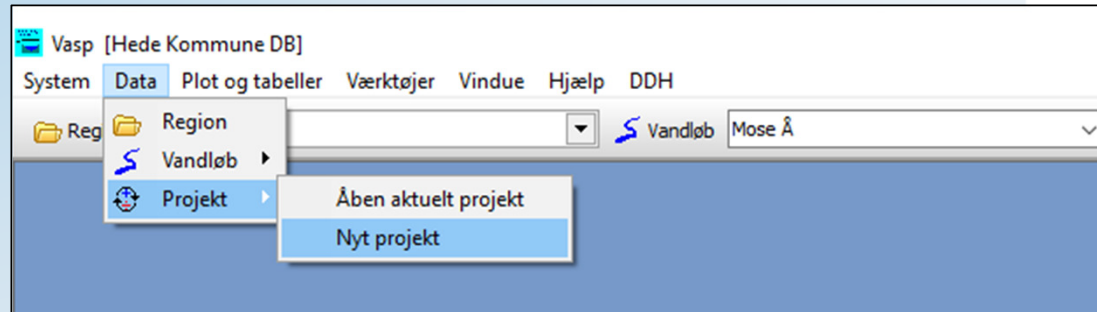 Vasp [Hede Kommune DB]
System Data Plot og tabeller Værktøjer Vindue Hjælp DDH
Reg Vandløb Mose Å
Region
Vandløb
Projekt
Åben aktuelt projekt
Nyt projekt